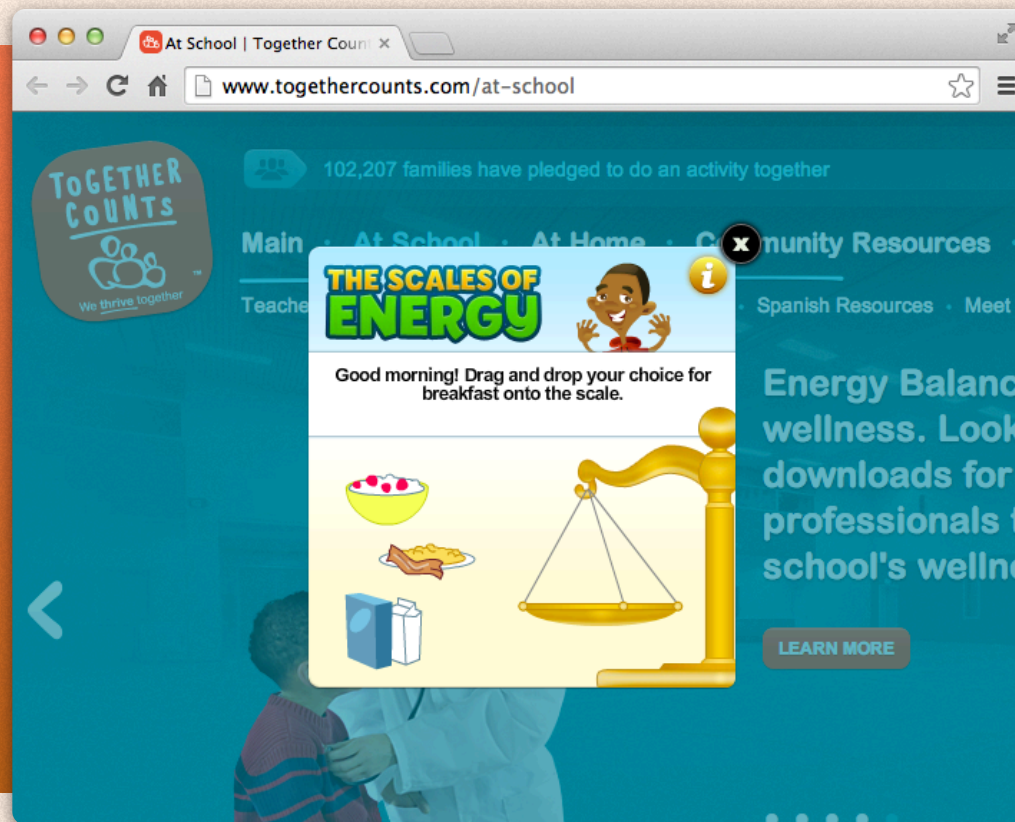 At School | Together Coun
www.togethercounts.com/at-school
TOGETHER
COUNTS
™
We thrive together
102,207 families have pledged to do an activity together
Main · At School · At Home · C munity Resources ·
Teache · Spanish Resources · Meet
x
THE SCALES OF
ENERGY
i
Good morning! Drag and drop your choice for
breakfast onto the scale.
Energy Balanc
wellness. Look
downloads for
professionals
school's wellne
LEARN MORE